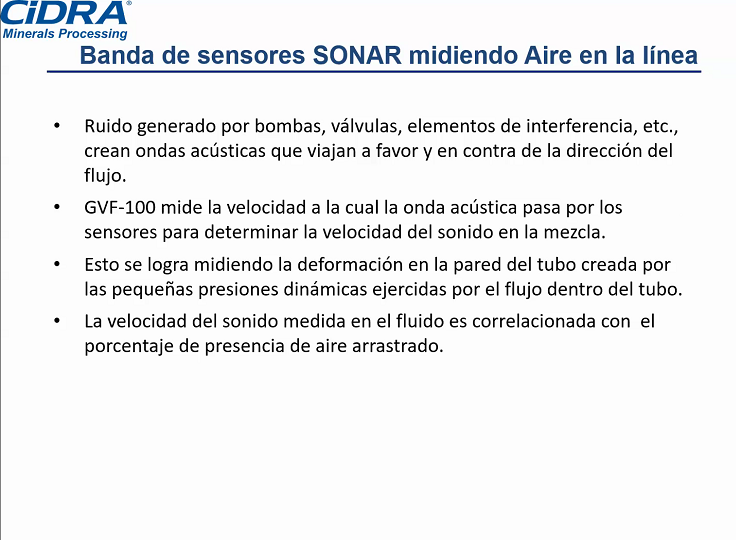 CiDRA®
Minerals Processing
Banda de sensores SONAR midiendo Aire en la línea
• Ruido generado por bombas, válvulas, elementos de interferencia, etc.,
crean ondas acústicas que viajan a favor y en contra de la dirección del
flujo.
• GVF-100 mide la velocidad a la cual la onda acústica pasa por los
sensores para determinar la velocidad del sonido en la mezcla.
• Esto se logra midiendo la deformación en la pared del tubo creada por
las pequeñas presiones dinámicas ejercidas por el flujo dentro del tubo.
• La velocidad del sonido medida en el fluido es correlacionada con  el
porcentaje de presencia de aire arrastrado.